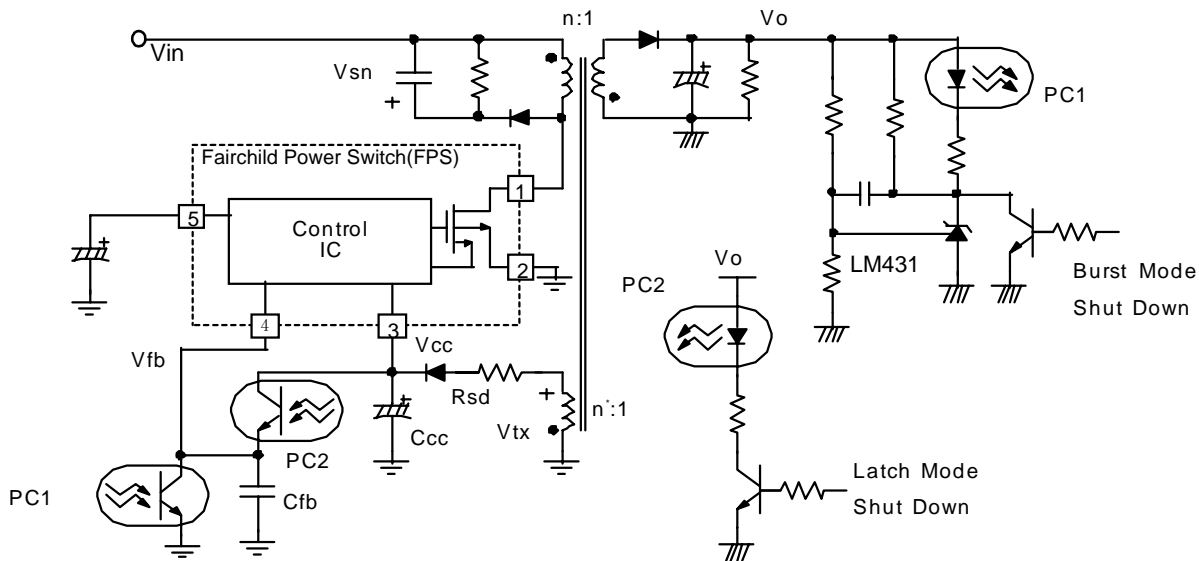 n:1
Vo
Vin
Vsn
+
+
PC1
Fairchild Power Switch(FPS)
1
5
+
Control
IC
2
LM431
Burst Mode
Shut Down
Vo
PC2
4
3
Vfb
Vcc
Rsd
+
n*:1
+
Ccc
Vtx
PC2
PC1
Cfb
Latch Mode
Shut Down